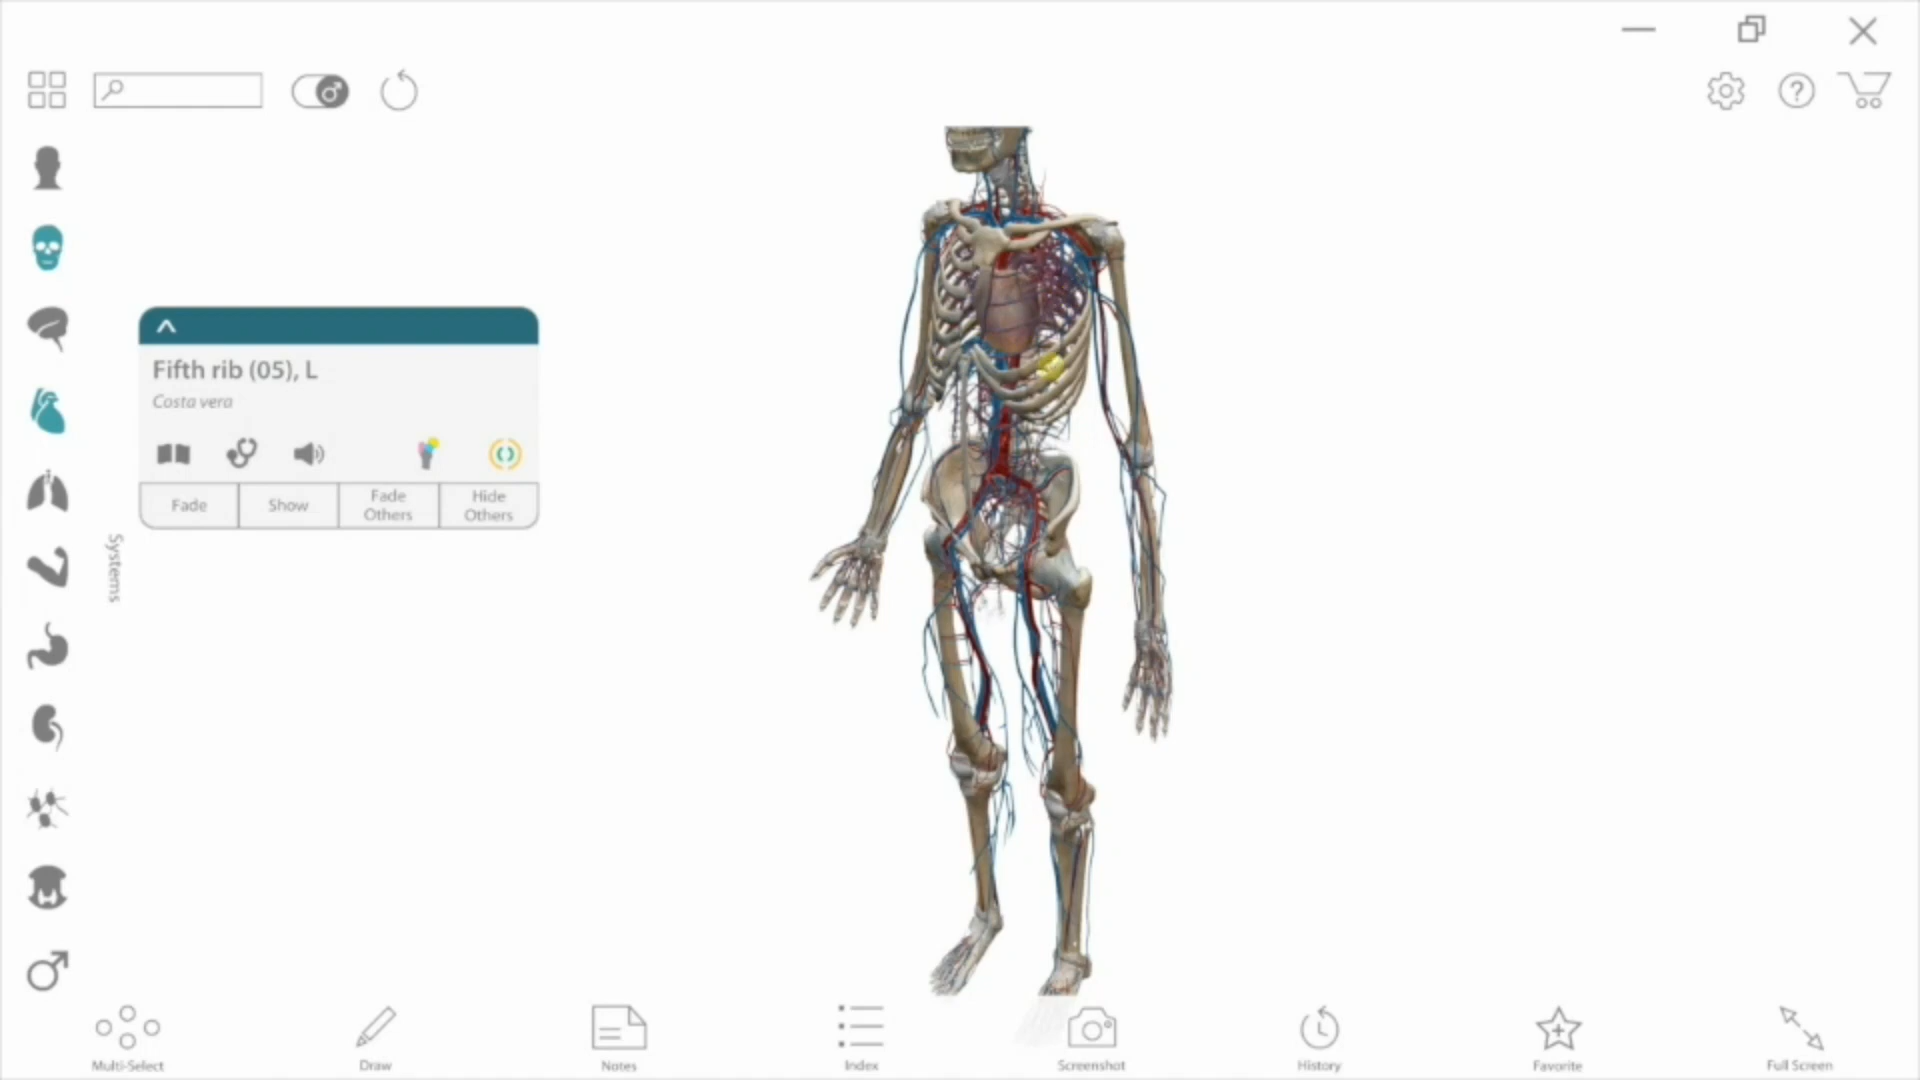 Fifth rib (05), L
Costa vera
Fade
Show
Fade
Others
Hide
Others
Systems
Multi-Select
Draw
Notes
Index
Screenshot
History
Favorite
Full Screen